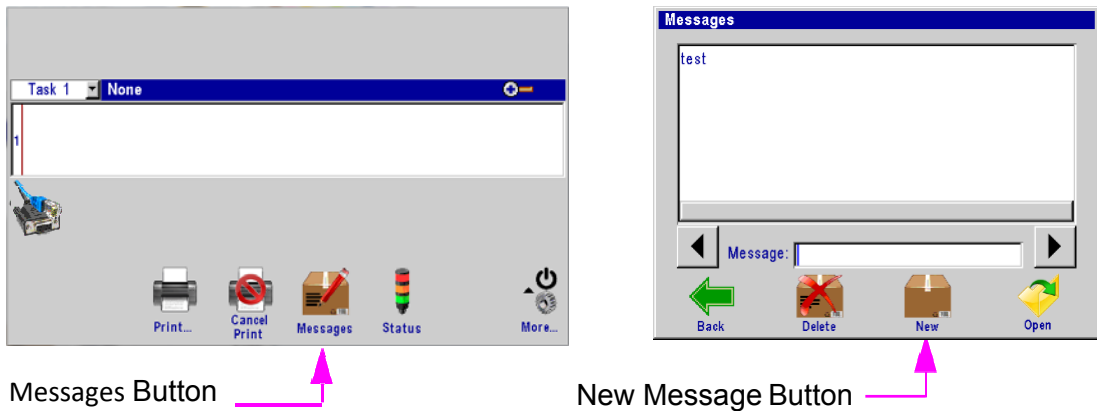 Task 1 None
1
Print...
Cancel
Print
Messages
Status
More...
Messages Button
Messages
test
Message:
Back
Delete
New
Open
New Message Button